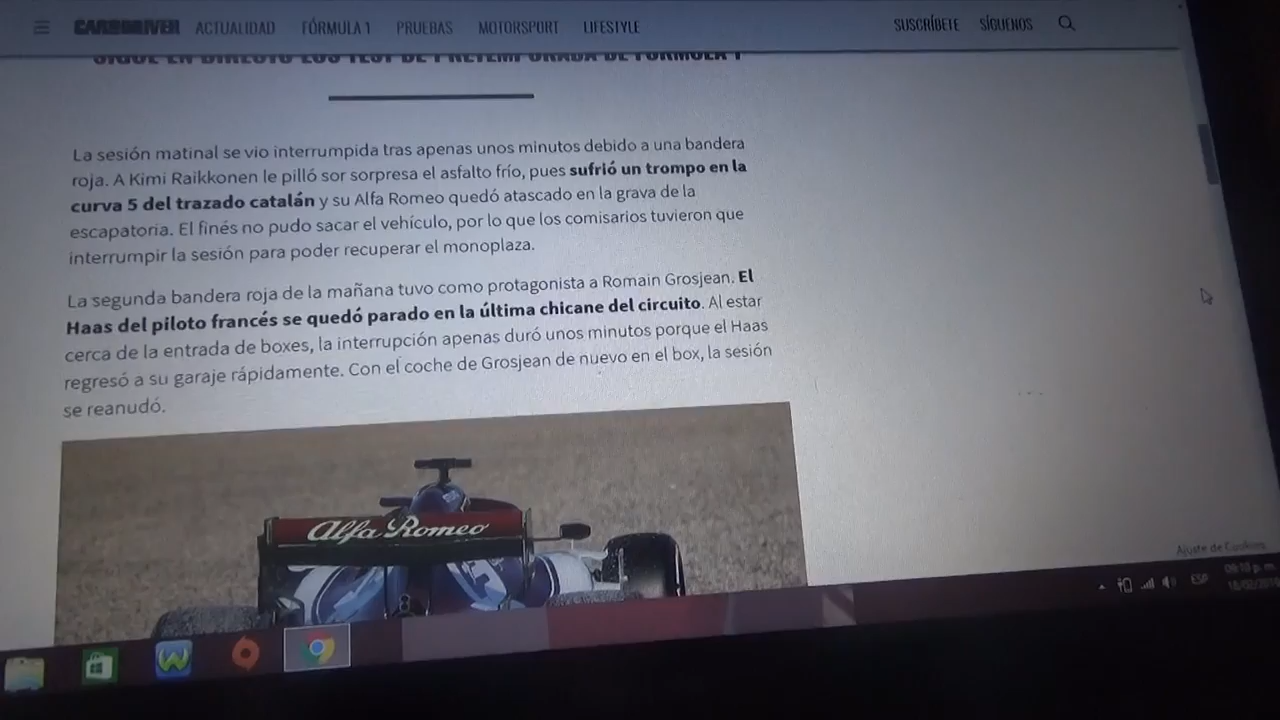 CAR AND DRIVER ACTUALIDAD FÓRMULA 1 PRUEBAS MOTORSPORT LIFESTYLE SUSCRÍBETE SÍGUENOS
SIGUE EN DIRECTO LOS TEST DE PRETEMPORADA DE FÓRMULA 1
La sesión matinal se vio interrumpida tras apenas unos minutos debido a una bandera
roja. A Kimi Raikkonen le pilló sor sorpresa el asfalto frío, pues sufrió un trompo en la
curva 5 del trazado catalán y su Alfa Romeo quedó atascado en la grava de la
escapatoria. El finés no pudo sacar el vehículo, por lo que los comisarios tuvieron que
interrumpir la sesión para poder recuperar el monoplaza.
La segunda bandera roja de la mañana tuvo como protagonista a Romain Grosjean. El
Haas del piloto francés se quedó parado en la última chicane del circuito. Al estar
cerca de la entrada de boxes, la interrupción apenas duró unos minutos porque el Haas
regresó a su garaje rápidamente. Con el coche de Grosjean de nuevo en el box, la sesión
se reanudó.
Alfa Romeo
8
Ajuste de Cookies
ESP